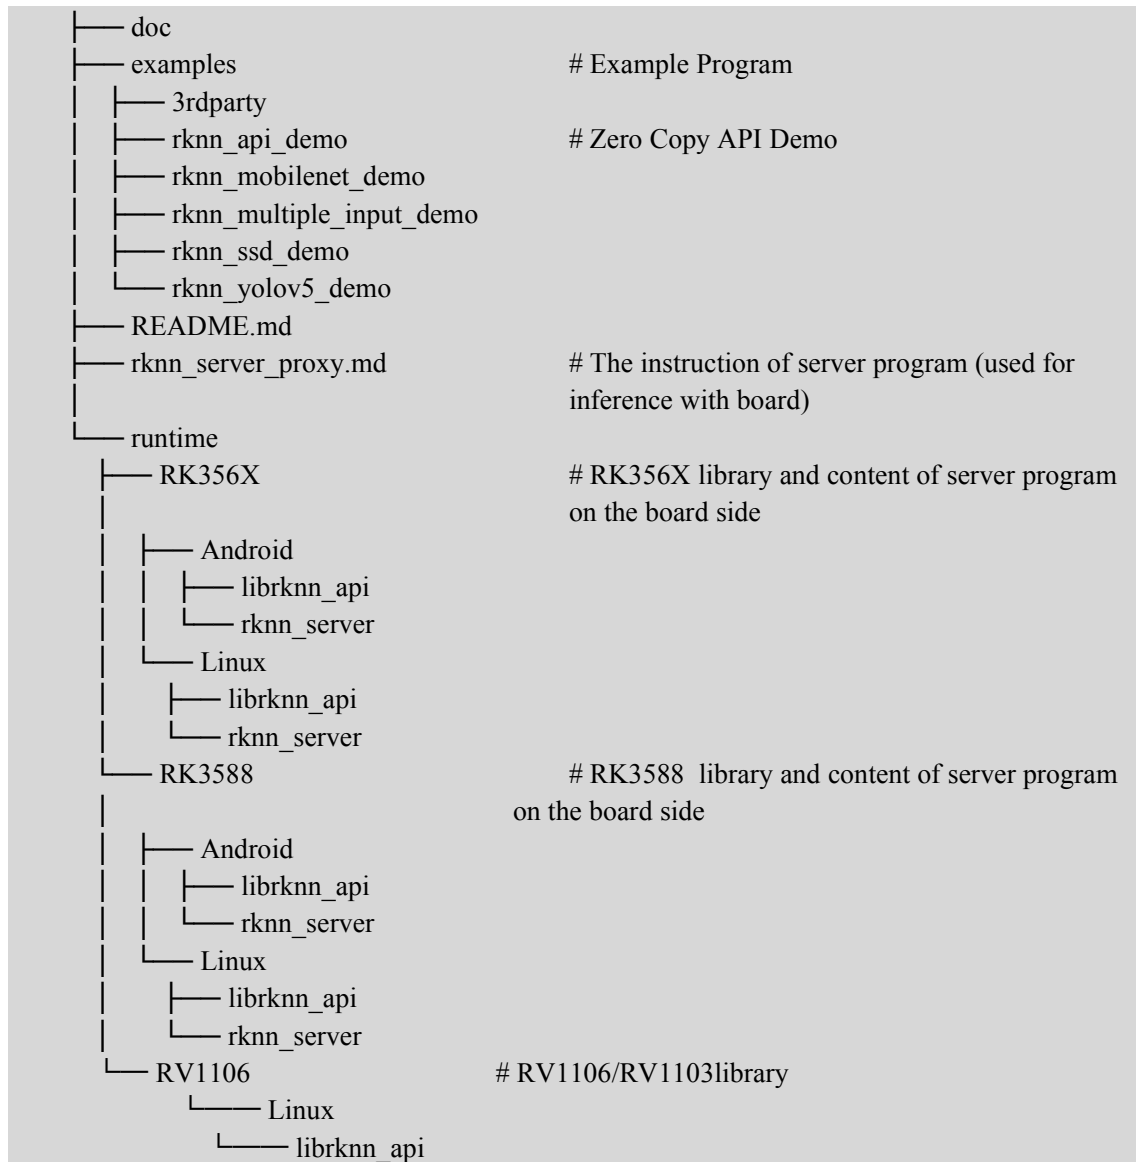 ├── doc
├── examples # Example Program
│ ├── 3rdparty
│ ├── rknn_api_demo # Zero Copy API Demo
│ ├── rknn_mobilenet_demo
│ ├── rknn_multiple_input_demo
│ ├── rknn_ssd_demo
│ └── rknn_yolov5_demo
├── README.md
├── rknn_server_proxy.md # The instruction of server program (used for
│ inference with board)
└── runtime
├── RK356X # RK356X library and content of server program
│ on the board side
│ ├── Android
│ │ ├── librknn_api
│ │ └── rknn_server
│ └── Linux
│ ├── librknn_api
│ └── rknn_server
└── RK3588 # RK3588  library and content of server program
│ on the board side
│ ├── Android
│ │ ├── librknn_api
│ │ └── rknn_server
│ └── Linux
│ ├── librknn_api
│ └── rknn_server
└── RV1106 # RV1106/RV1103library
└── Linux
└── librknn_api